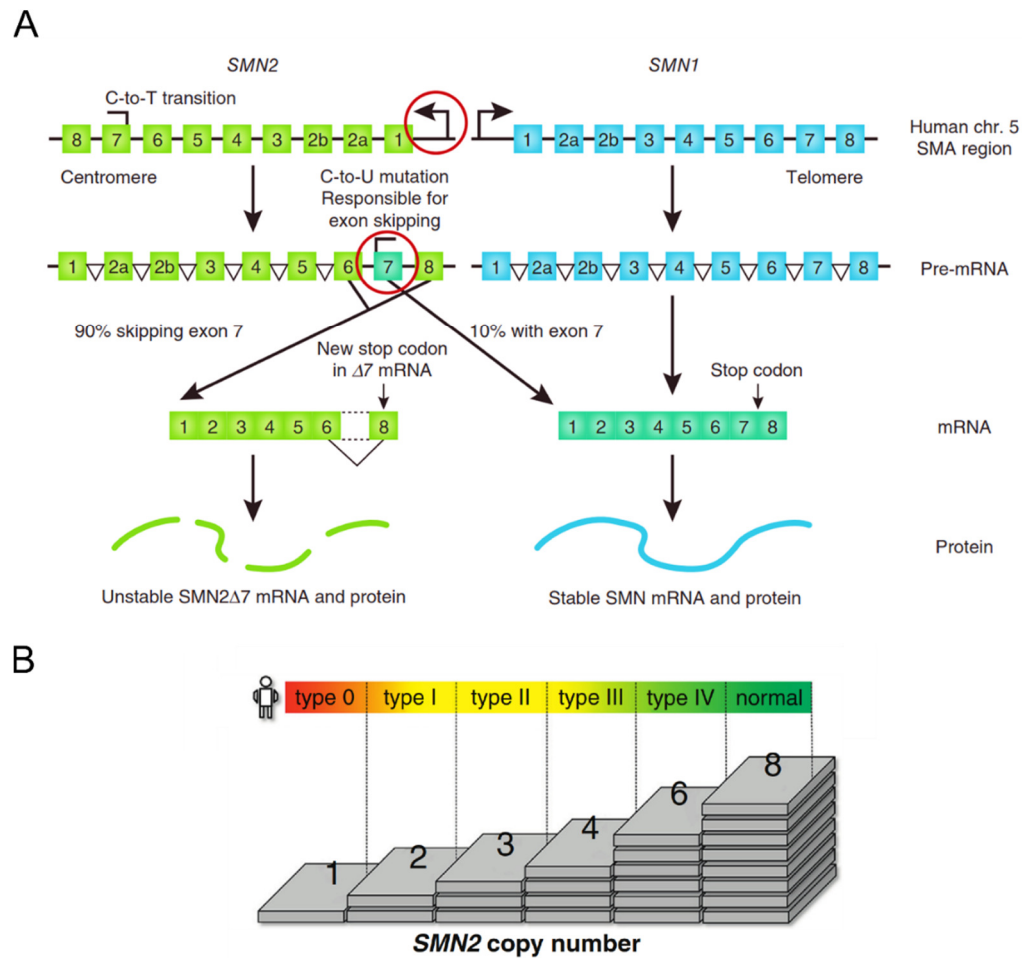 A
SMN2
SMN1
C-to-T transition
8 7 6 5 4 3 2b 2a 1
1 2a 2b 3 4 5 6 7 8
Human chr. 5
SMA region
Centromere
Telomere
C-to-U mutation
Responsible for
exon skipping
1 2a 2b 3 4 5 6 7 8
1 2a 2b 3 4 5 6 7 8
Pre-mRNA
90% skipping exon 7
10% with exon 7
New stop codon
in Δ7 mRNA
Stop codon
1 2 3 4 5 6 8
1 2 3 4 5 6 7 8
mRNA
Protein
Unstable SMN2Δ7 mRNA and protein
Stable SMN mRNA and protein
B
type 0 type I type II type III type IV normal
1 2 3 4 6 8
SMN2 copy number